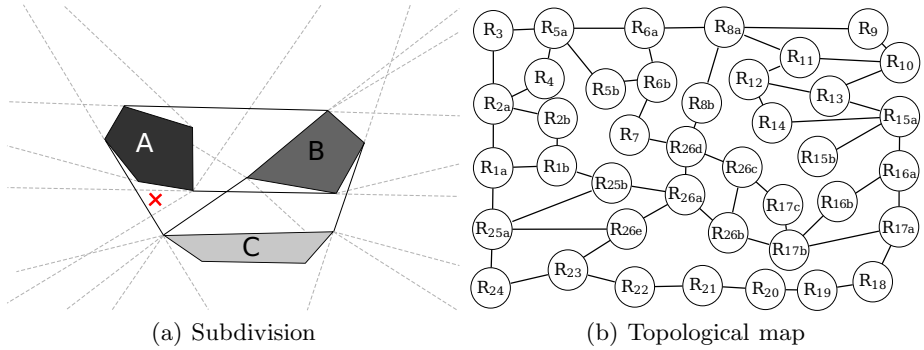 A
B
C
R3 R5a R6a R8a R9
R11 R10
R4 R5b R6b R12 R13
R2a R2b R8b R14 R15a
R7 R26d R15b
R1a R1b R25b R26c R16a
R26a R17c R16b
R25a R26e R26b R17b R17a
R24 R23 R22 R21 R20 R19 R18
(a) Subdivision
(b) Topological map